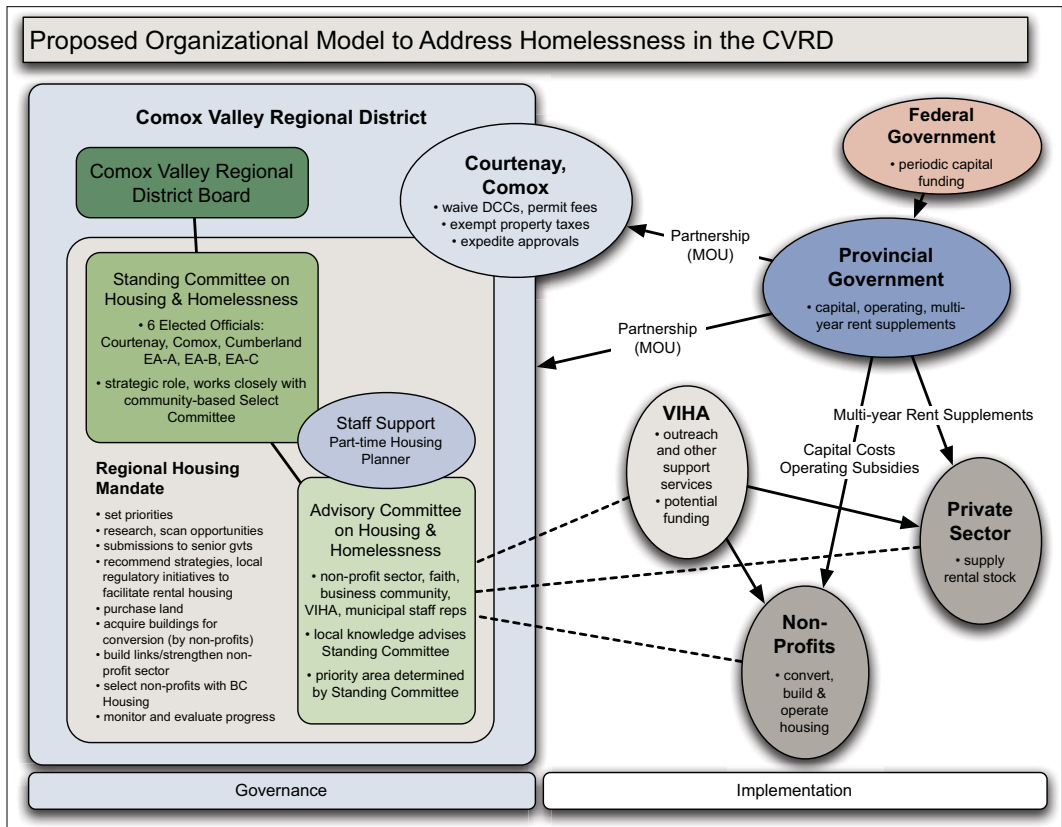 Proposed Organizational Model to Address Homelessness in the CVRD
Comox Valley Regional District
Comox Valley Regional
District Board
Standing Committee on
Housing & Homelessness
• 6 Elected Officials:
Courtenay, Comox, Cumberland
EA-A, EA-B, EA-C
• strategic role, works closely with
community-based Select
Committee
Staff Support
Part-time Housing
Planner
Regional Housing
Mandate
• set priorities
• research, scan opportunities
• submissions to senior gvts
• recommend strategies, local
regulatory initiatives to
facilitate rental housing
• purchase land
• acquire buildings for
conversion (by non-profits)
• build links/strengthen non-
profit sector
• select non-profits with BC
Housing
• monitor and evaluate progress
Advisory Committee
on Housing &
Homelessness
• non-profit sector, faith,
business community,
VIHA, municipal staff reps
• local knowledge advises
Standing Committee
• priority area determined
by Standing Committee
Courtenay,
Comox
• waive DCCs, permit fees
• exempt property taxes
• expedite approvals
Federal
Government
• periodic capital
funding
Partnership
(MOU)
Provincial
Government
• capital, operating, multi-
year rent supplements
Partnership
(MOU)
Multi-year Rent Supplements
Capital Costs
Operating Subsidies
VIHA
• outreach
and other
support
services
• potential
funding
Private
Sector
• supply
rental stock
Non-
Profits
• convert,
build &
operate
housing
Governance
Implementation